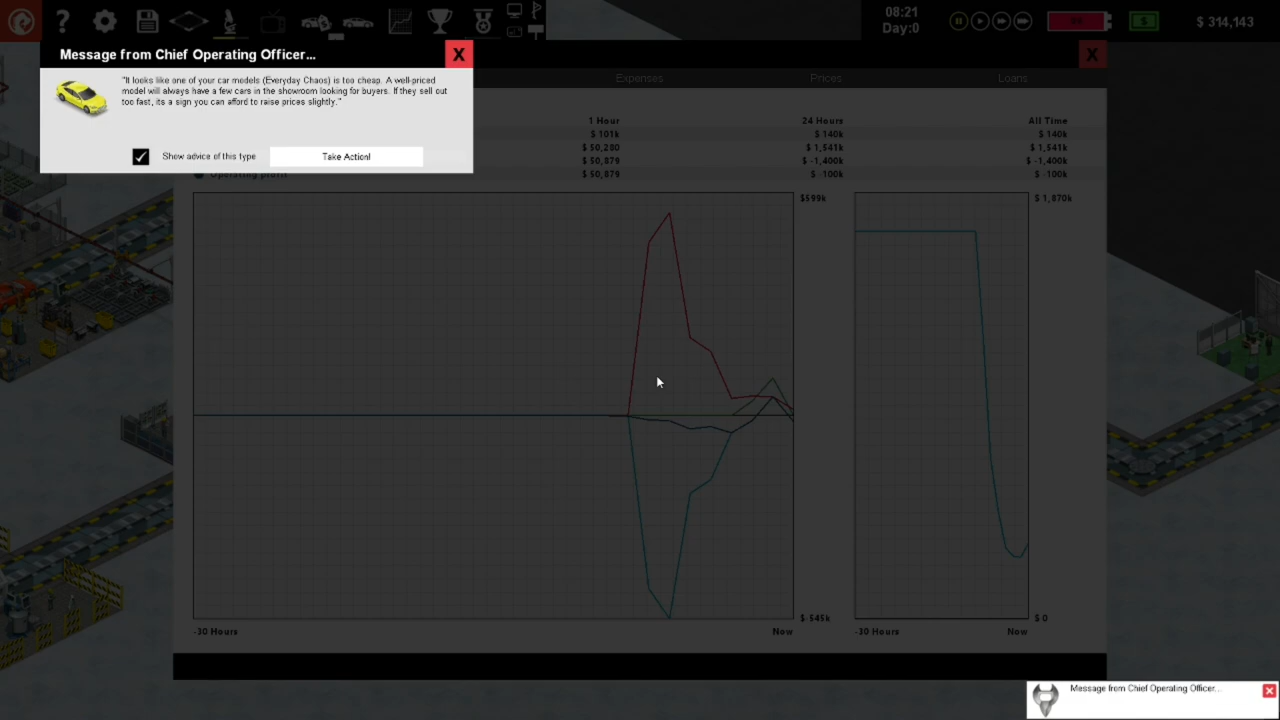 08:21
Day:0
$ 314,143
Message from Chief Operating Officer...
X
"It looks like one of your car models (Everyday Chaos) is too cheap. A well-priced
model will always have a few cars in the showroom looking for buyers. If they sell out
too fast, its a sign you can afford to raise prices slightly."
Show advice of this type
Take Action!
X
Expenses
Prices
Loans
1 Hour
24 Hours
All Time
$ 101k
$ 140k
$ 140k
$ 50,280
$ 1,541k
$ 1,541k
$ 50,879
$ -1,400k
$ -1,400k
Operating profit
$ 50,879
$ -100k
$ -100k
$599k
$ 1,870k
$-545k
$ 0
-30 Hours
Now
-30 Hours
Now
Message from Chief Operating Officer...